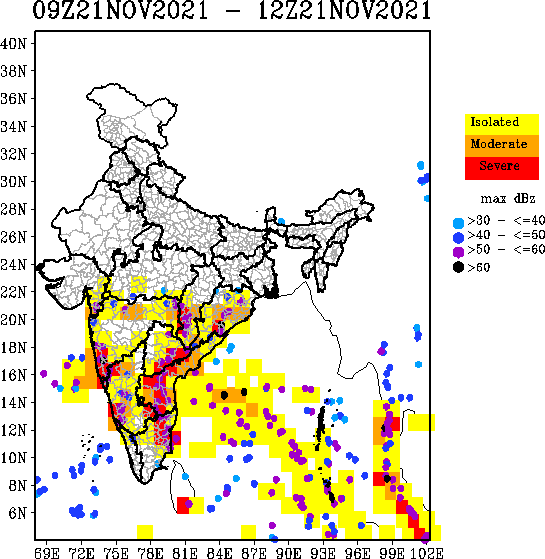 09Z21NOV2021 - 12Z21NOV2021
40N
38N
36N
34N
32N
30N
28N
26N
24N
22N
20N
18N
16N
14N
12N
10N
8N
6N
69E 72E 75E 78E 81E 84E 87E 90E 93E 96E 99E 102E
Isolated
Moderate
Severe
max dBz
>30 - <=40
>40 - <=50
>50 - <=60
>60